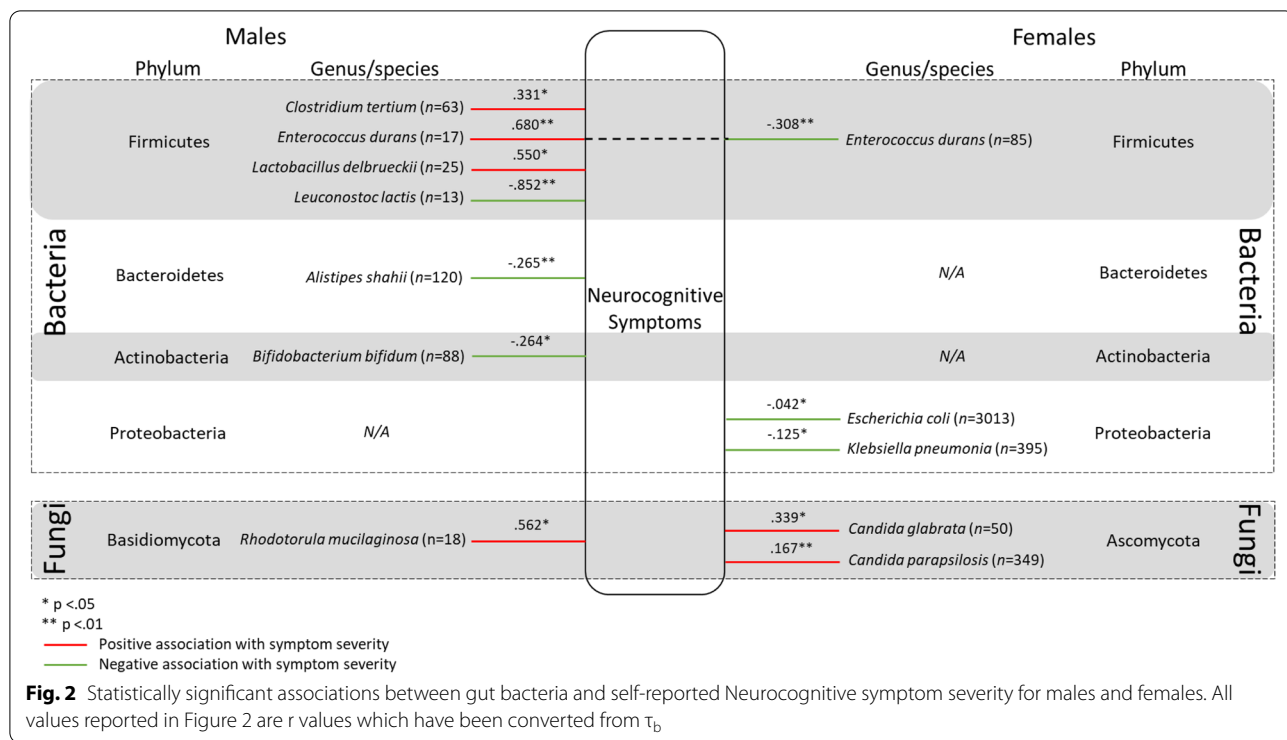 Males
Females
Phylum
Genus/species
Genus/species
Phylum
Bacteria
Firmicutes
Clostridium tertium (n=63)
.331*
Enterococcus durans (n=17)
.680**
Lactobacillus delbrueckii (n=25)
.550*
Leuconostoc lactis (n=13)
-.852**
-.308**
Enterococcus durans (n=85)
Firmicutes
Bacteria
Bacteroidetes
Alistipes shahii (n=120)
-.265**
N/A
Bacteroidetes
Neurocognitive
Symptoms
Actinobacteria
Bifidobacterium bifidum (n=88)
-.264*
N/A
Actinobacteria
Proteobacteria
N/A
-.042*
Escherichia coli (n=3013)
-.125*
Klebsiella pneumonia (n=395)
Proteobacteria
Fungi
Basidiomycota
Rhodotorula mucilaginosa (n=18)
.562*
.339*
Candida glabrata (n=50)
.167**
Candida parapsilosis (n=349)
Ascomycota
Fungi
* p <.05
** p <.01
Positive association with symptom severity
Negative association with symptom severity
Fig. 2 Statistically significant associations between gut bacteria and self-reported Neurocognitive symptom severity for males and females. All
values reported in Figure 2 are r values which have been converted from τb